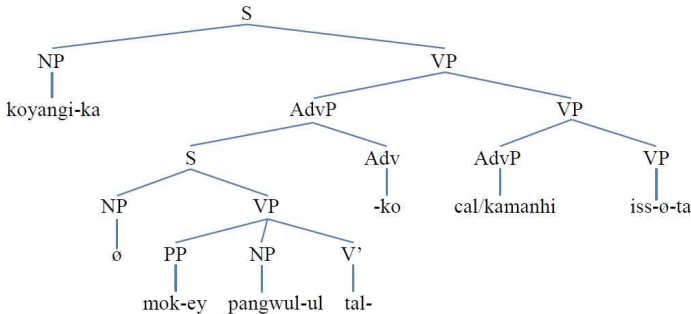 S
NP VP
koyangi-ka AdvP VP
S Adv AdvP VP
NP VP -ko cal/kamanhi iss-ø-ta
ø PP NP V’
mok-ey pangwul-ul tal-